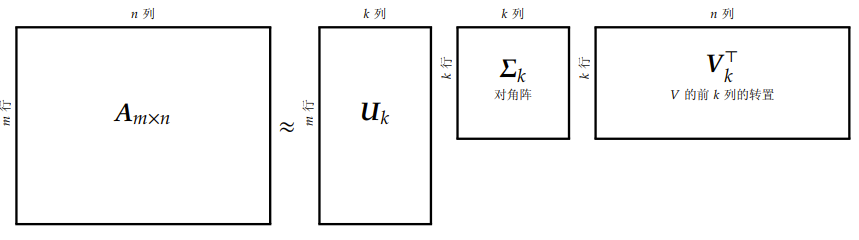 n 列
m 行
A_{m×n}
≈
k 列
m 行
U_k
k 列
k 行
Σ_k
对角阵
n 列
k 行
V_k^⊤
V 的前 k 列的转置